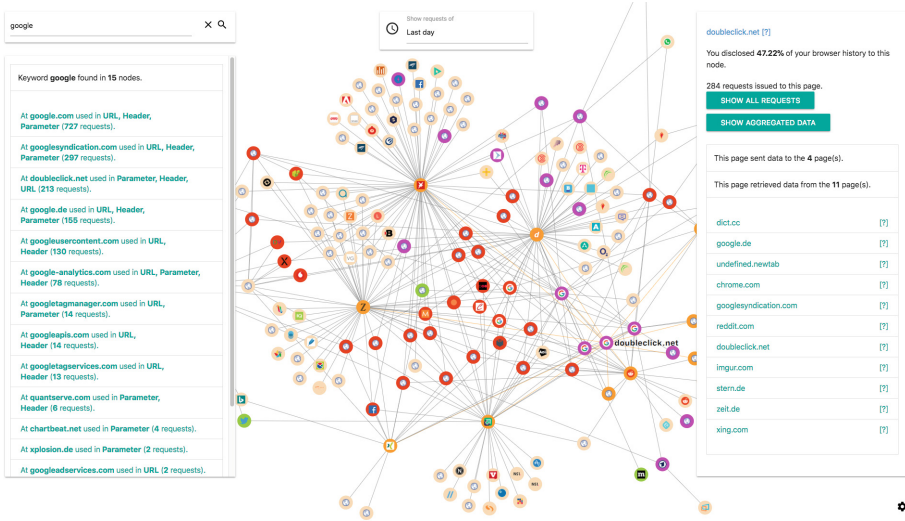 google
Keyword google found in 15 nodes.
At google.com used in URL, Header,
Parameter (727 requests).
At googlesyndication.com used in URL, Header,
Parameter (297 requests).
At doubleclick.net used in Parameter, Header,
URL (213 requests).
At google.de used in URL, Header,
Parameter (155 requests).
At googleusercontent.com used in URL,
Header (130 requests).
At google-analytics.com used in URL, Parameter,
Header (78 requests).
At googletagmanager.com used in URL,
Parameter (14 requests).
At googleapis.com used in URL,
Header (14 requests).
At googletagservices.com used in URL,
Header (13 requests).
At quantserve.com used in Parameter,
Header (6 requests).
At chartbeat.net used in Parameter (4 requests).
At xplosion.de used in Parameter (2 requests).
At googleadservices.com used in URL (2 requests).
Show requests of
Last day
doubleclick.net
doubleclick.net [?]
You disclosed 47.22% of your browser history to this
node.
284 requests issued to this page.
SHOW ALL REQUESTS
SHOW AGGREGATED DATA
This page sent data to the 4 page(s).
This page retrieved data from the 11 page(s).
dict.cc [?]
google.de [?]
undefined.newtab [?]
chrome.com [?]
googlesyndication.com [?]
reddit.com [?]
doubleclick.net [?]
imgur.com [?]
stern.de [?]
zeit.de [?]
xing.com [?]